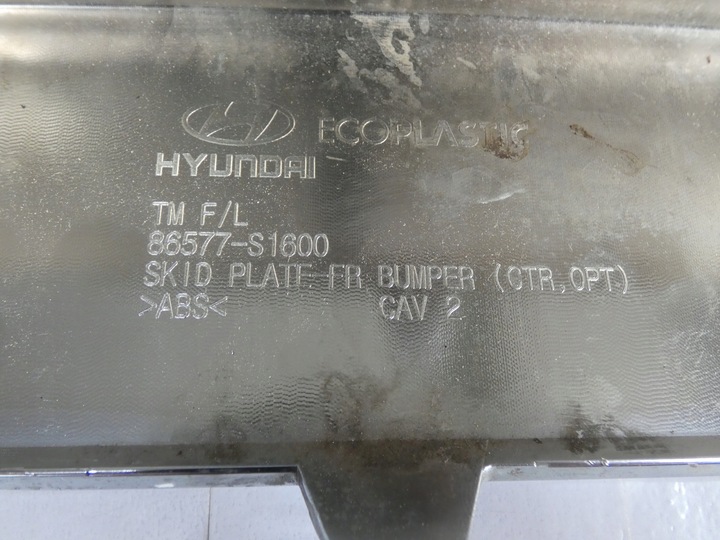 ECOPLASTIC
HYUNDAI
TM F/L
86577-S1600
SKID PLATE FR BUMPER (CTR,OPT)
>ABS< CAV 2